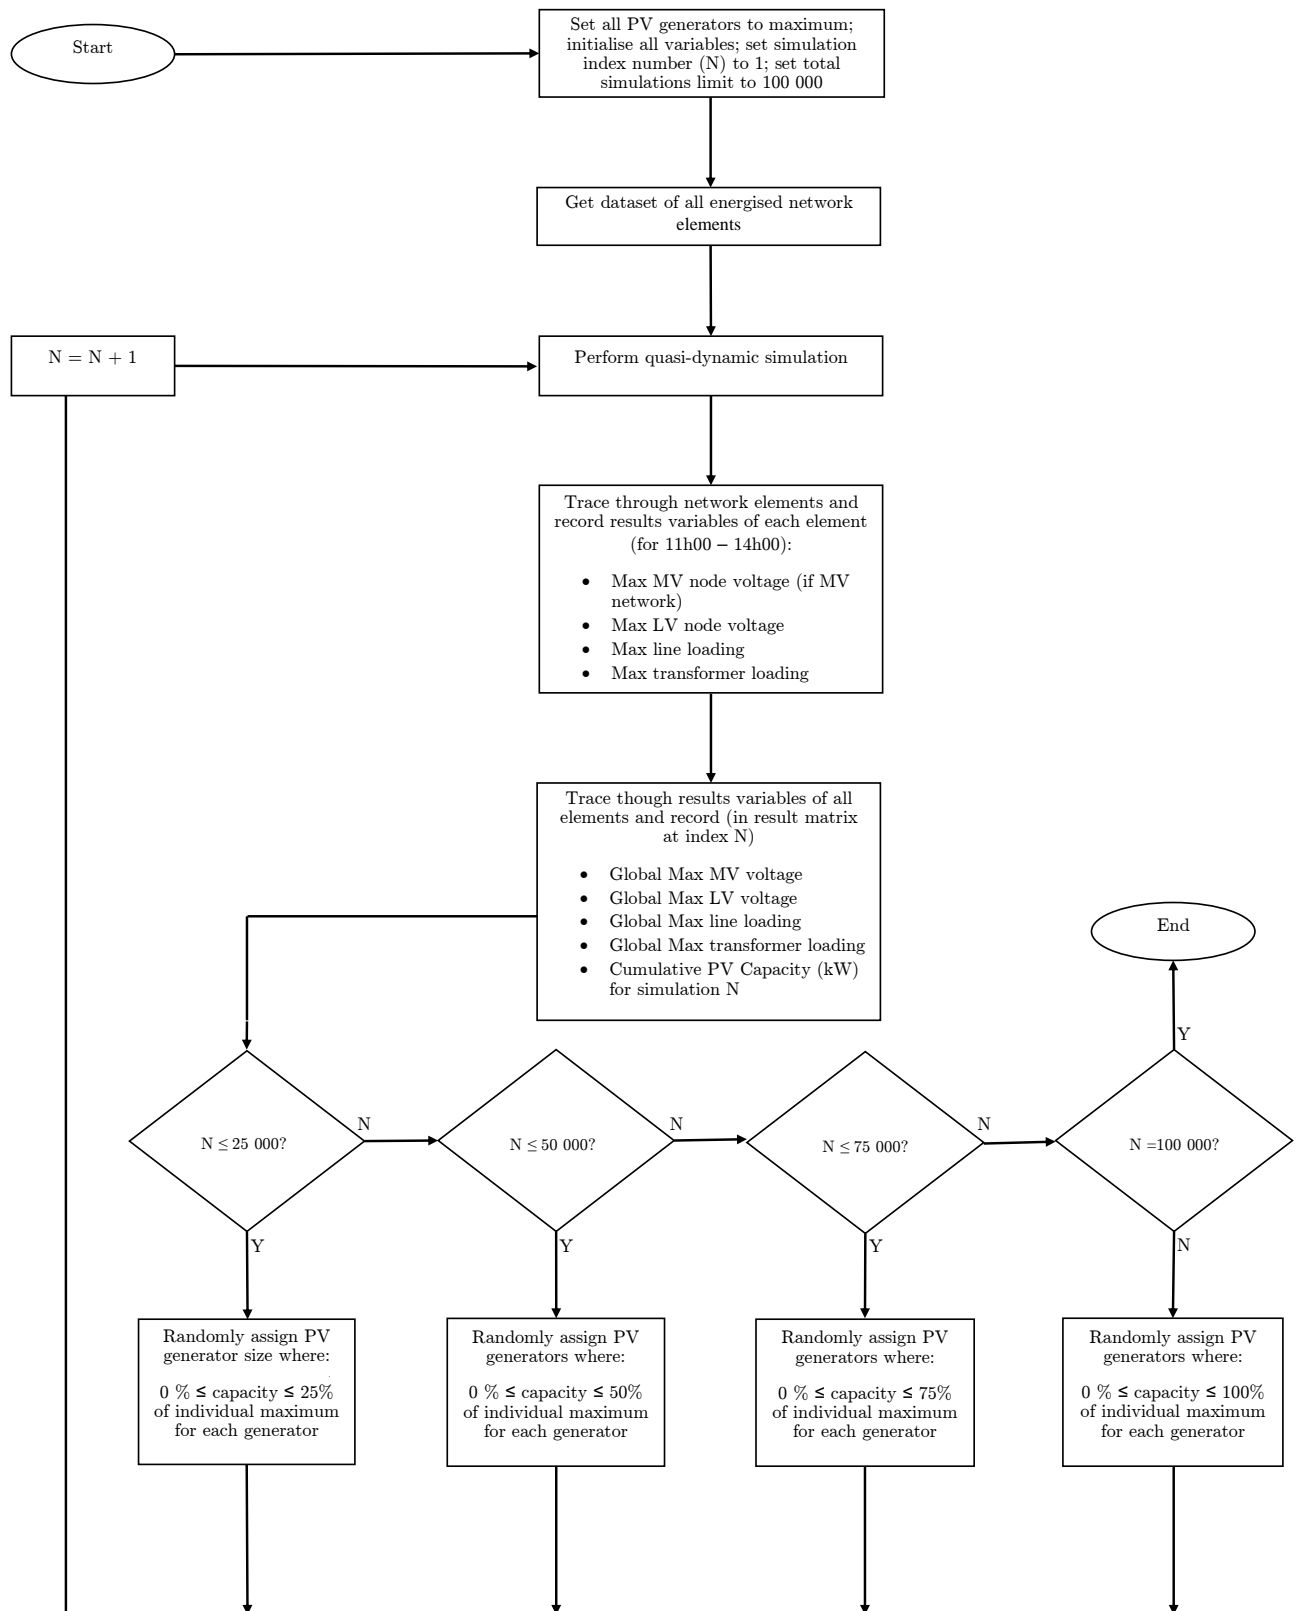 Start
Set all PV generators to maximum;
initialise all variables; set simulation
index number (N) to 1; set total
simulations limit to 100 000
Get dataset of all energised network
elements
N = N + 1
Perform quasi-dynamic simulation
Trace through network elements and
record results variables of each element
(for 11h00 – 14h00):
• Max MV node voltage (if MV
network)
• Max LV node voltage
• Max line loading
• Max transformer loading
Trace though results variables of all
elements and record (in result matrix
at index N)
• Global Max MV voltage
• Global Max LV voltage
• Global Max line loading
• Global Max transformer loading
• Cumulative PV Capacity (kW)
for simulation N
End
Y
N ≤ 25 000?
N
N ≤ 50 000?
N
N ≤ 75 000?
N
N =100 000?
Y
Y
Y
N
Randomly assign PV
generator size where:
0 % ≤ capacity ≤ 25%
of individual maximum
for each generator
Randomly assign PV
generators where:
0 % ≤ capacity ≤ 50%
of individual maximum
for each generator
Randomly assign PV
generators where:
0 % ≤ capacity ≤ 75%
of individual maximum
for each generator
Randomly assign PV
generators where:
0 % ≤ capacity ≤ 100%
of individual maximum
for each generator